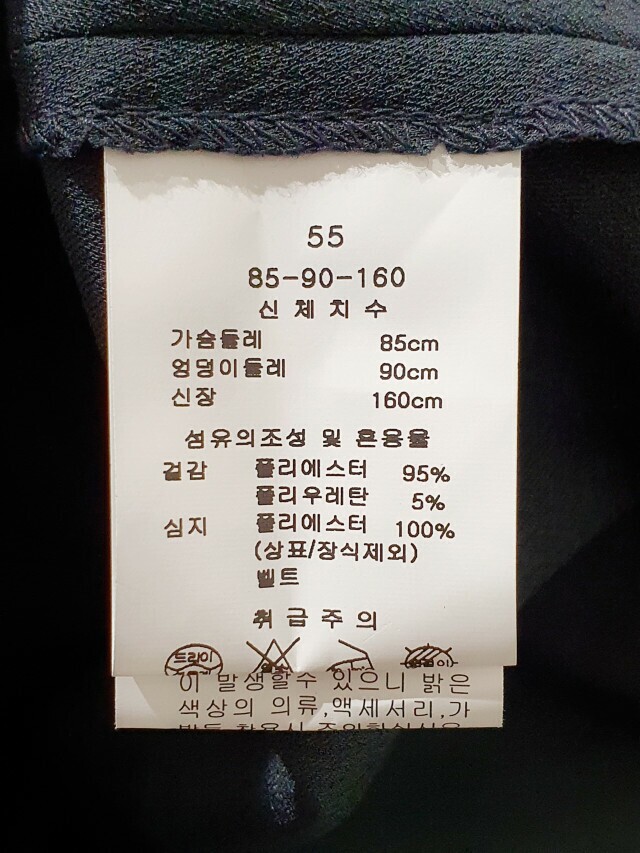 55
85-90-160
신체치수
가슴둘레 85cm
엉덩이둘레 90cm
신장 160cm
섬유의조성 및 혼용율
겉감 폴리에스터 95%
폴리우레탄 5%
심지 폴리에스터 100%
(상표/장식제외)
벨트
취급주의
드라이
이 발생할수 있으니 밝은
색상의 의류,액세서리,가